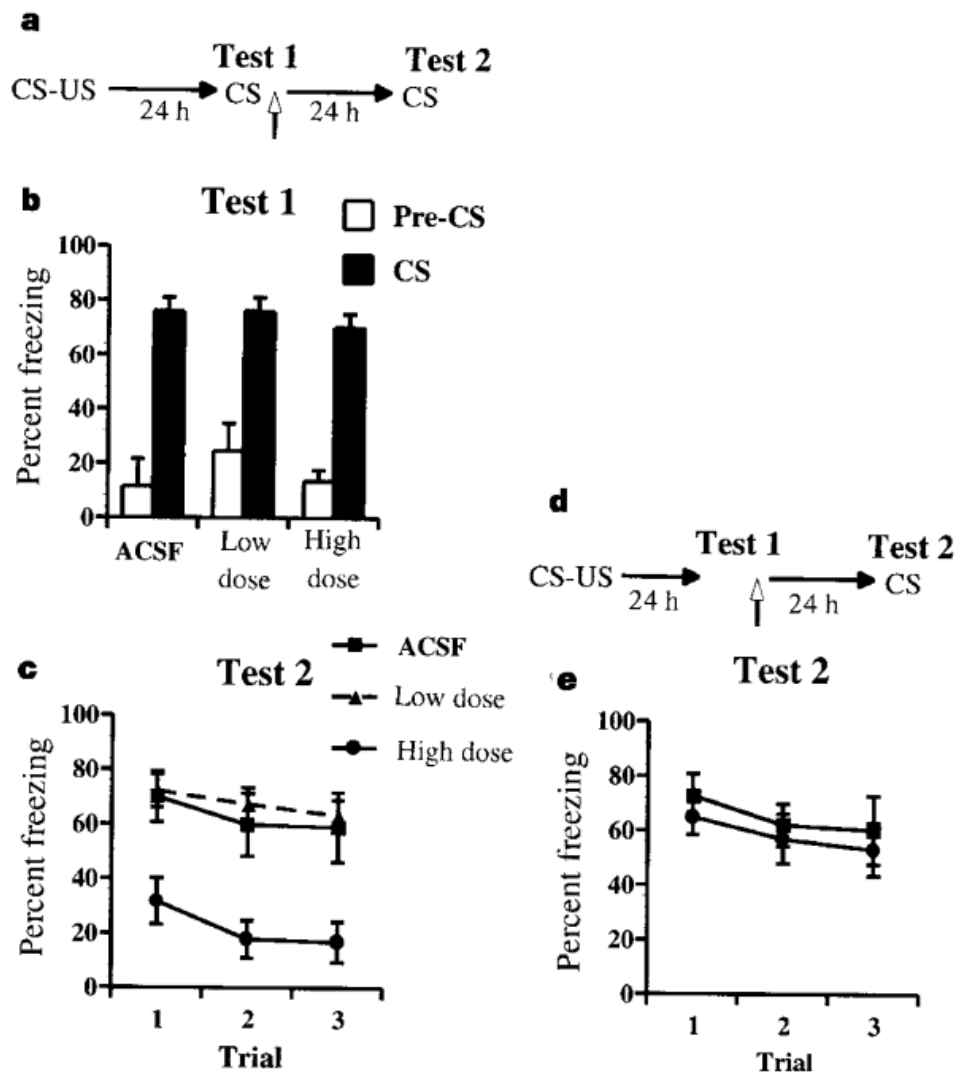 a
Test 1
Test 2
CS-US
CS
CS
24 h
24 h
b
Test 1
Pre-CS
CS
Percent freezing
100
80
60
40
20
0
ACSF
Low dose
High dose
c
Test 2
ACSF
Low dose
High dose
Percent freezing
100
80
60
40
20
0
1
2
3
Trial
d
Test 1
Test 2
CS-US
CS
24 h
24 h
e
Test 2
Percent freezing
100
80
60
40
20
0
1
2
3
Trial